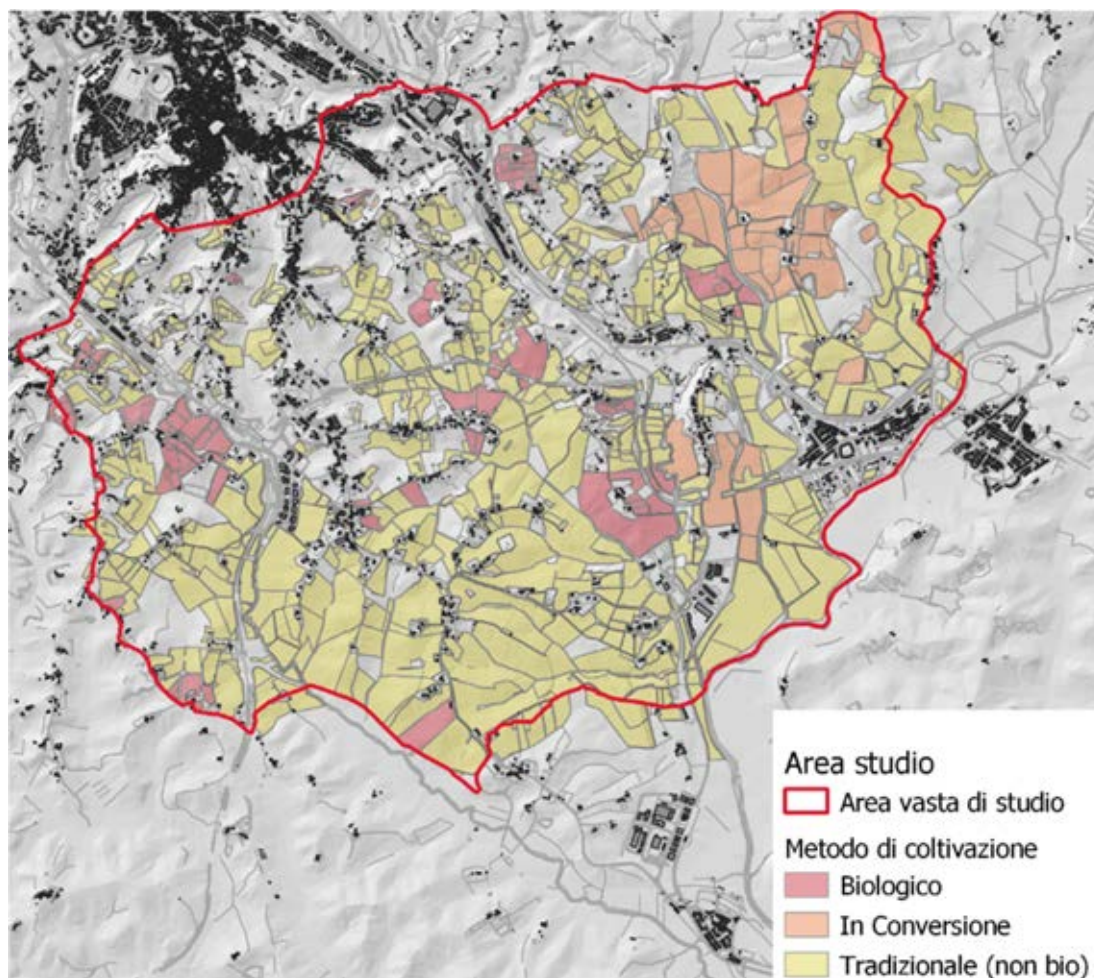 Area studio
Area vasta di studio
Metodo di coltivazione
Biologico
In Conversione
Tradizionale (non bio)